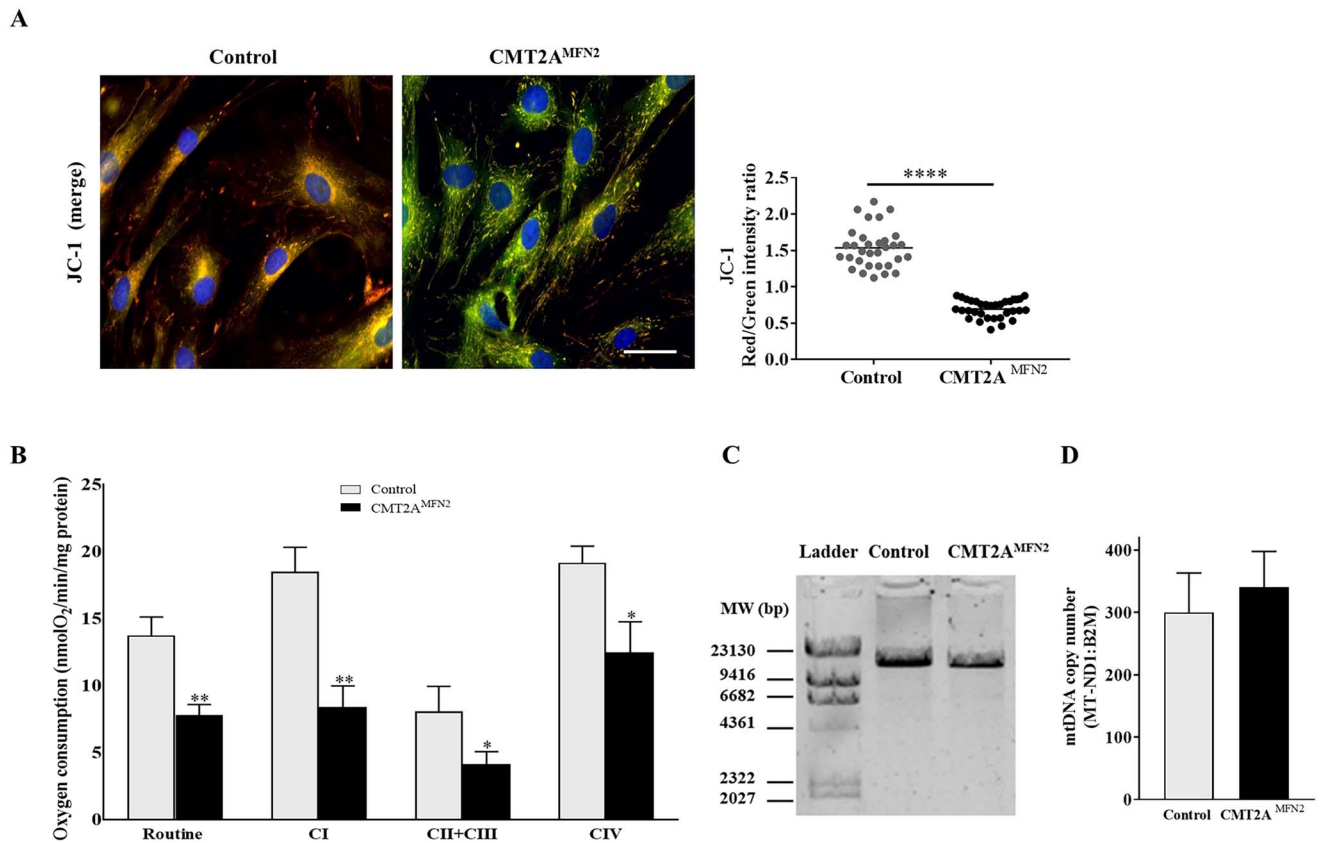 A
Control
CMT2A^MFN2
JC-1 (merge)
JC-1
Red/Green intensity ratio
2.5
2.0
1.5
1.0
0.5
0.0
****
Control
CMT2A MFN2
B
Oxygen consumption (nmolO₂/min/mg protein)
25
20
15
10
5
0
Control
CMT2A^MFN2
**
**
*
*
Routine
CI
CII+CIII
CIV
C
Ladder
Control
CMT2A^MFN2
MW (bp)
23130
9416
6682
4361
2322
2027
D
mtDNA copy number
(MT-ND1:B2M)
400
300
200
100
0
Control
CMT2A MFN2